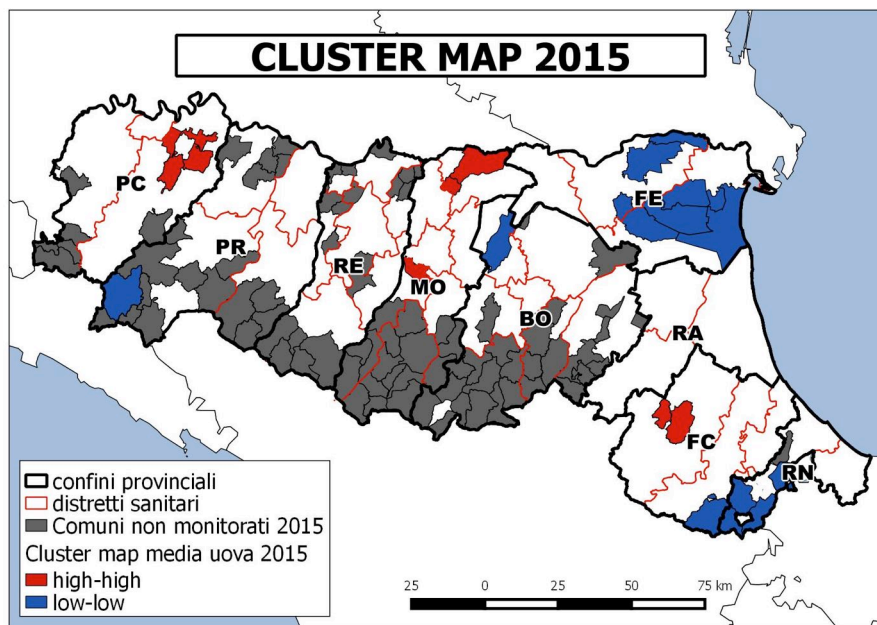 CLUSTER MAP 2015
PC
PR
RE
MO
BO
FE
RA
FC
RN
confini provinciali
distretti sanitari
Comuni non monitorati 2015
Cluster map media uova 2015
high-high
low-low
25 0 25 50 75 km